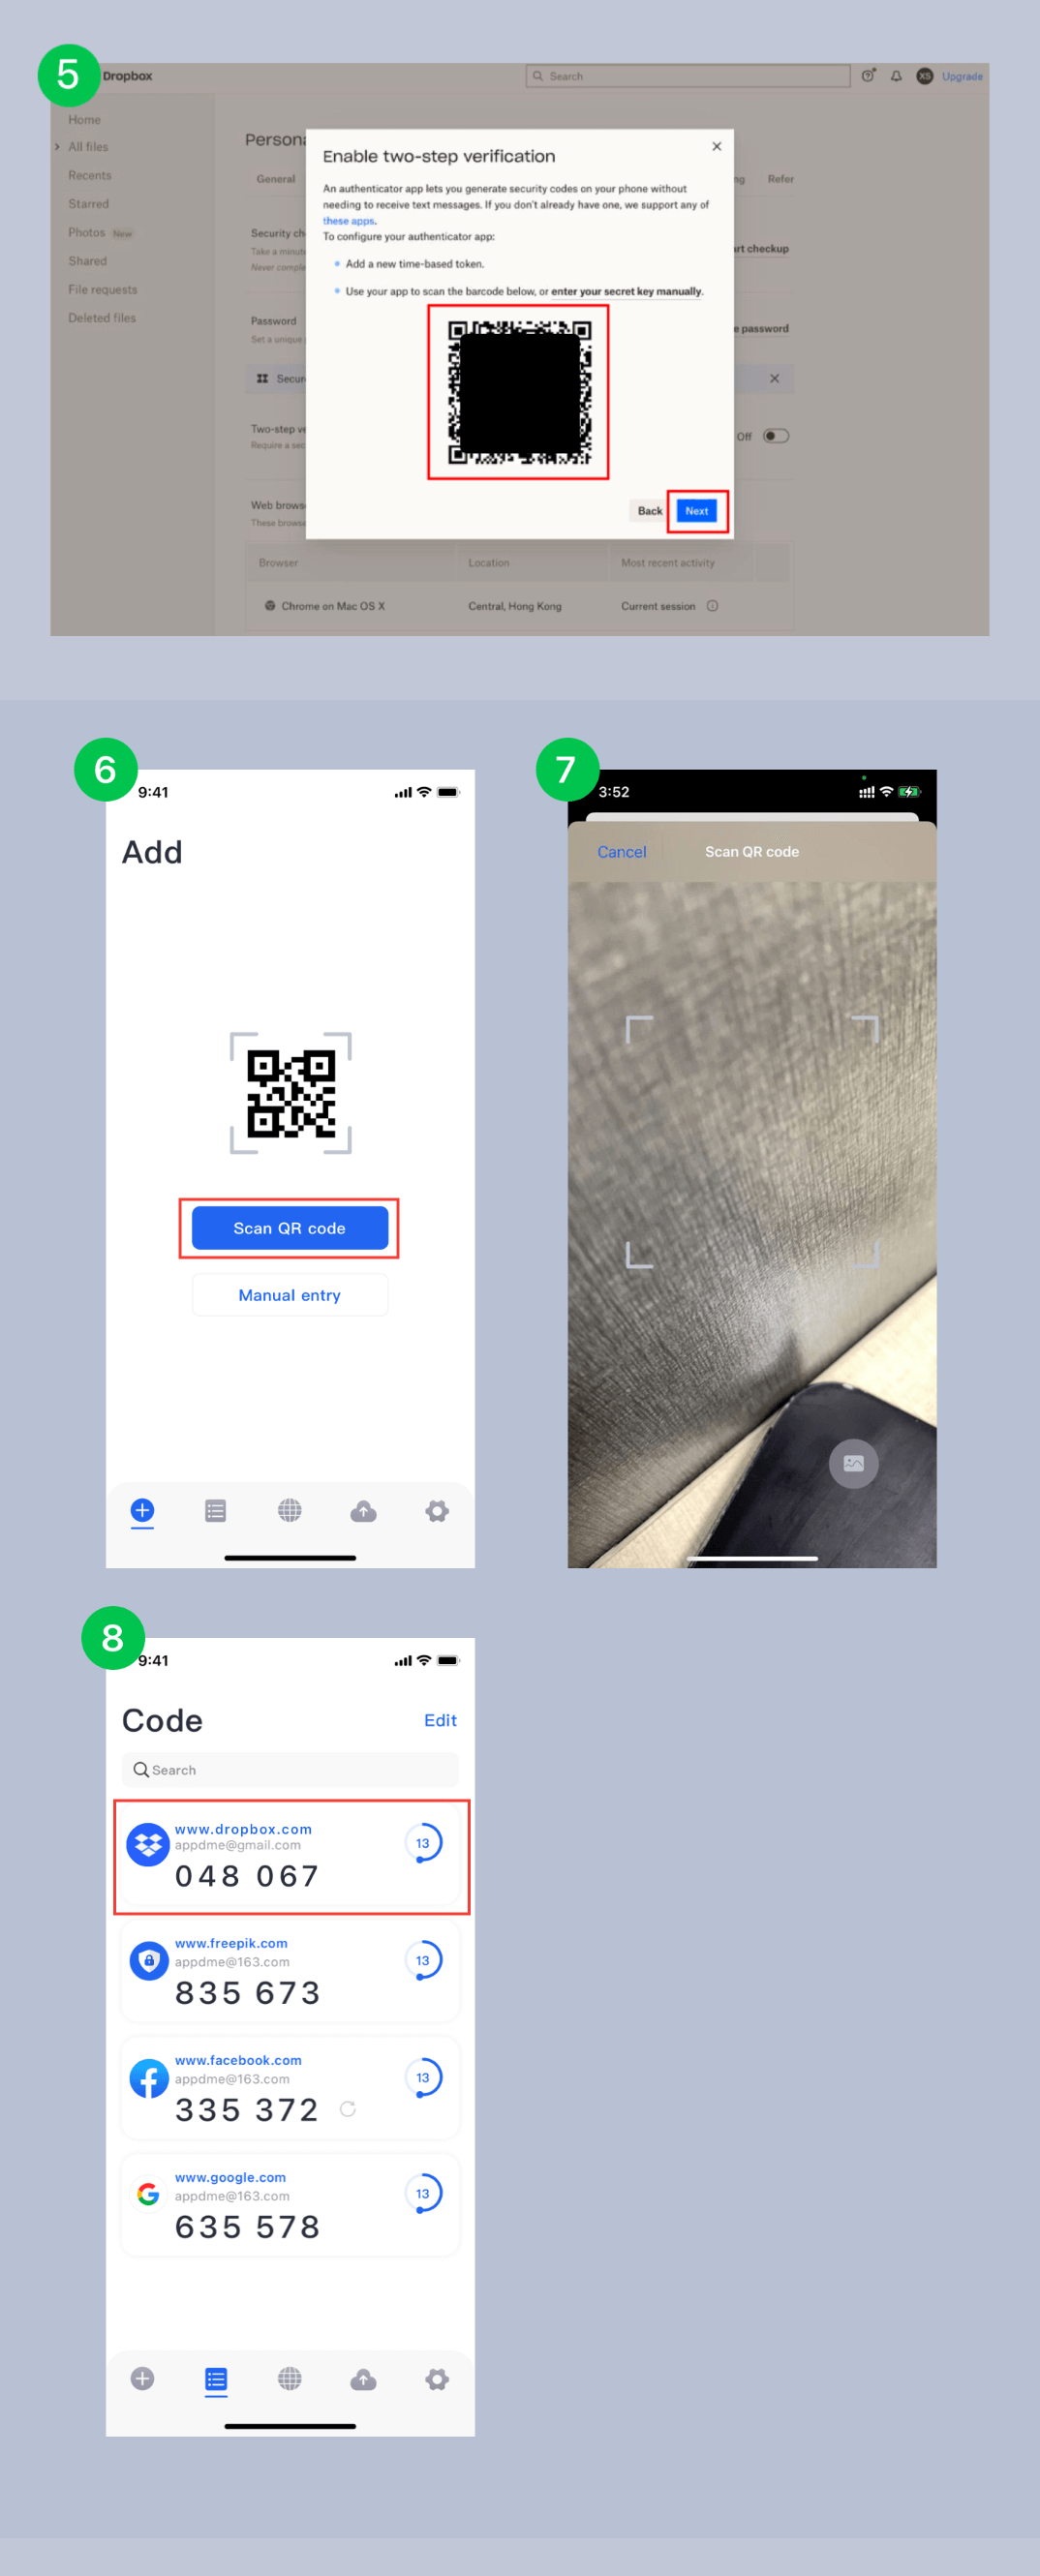 5
Dropbox
Search
XS
Upgrade
Home
All files
Recents
Starred
Photos New
Shared
File requests
Deleted files
Persona
General
ng
Refer
Security ch
Take a minute
Never comple
rt checkup
Password
Set a unique
e password
Secur
Two-step ve
Require a sec
Off
Web brows
These browse
Browser
Location
Most recent activity
Chrome on Mac OS X
Central, Hong Kong
Current session
Enable two-step verification
An authenticator app lets you generate security codes on your phone without
needing to receive text messages. If you don't already have one, we support any of
these apps.
To configure your authenticator app:
Add a new time-based token.
Use your app to scan the barcode below, or enter your secret key manually.
Back
Next
6
9:41
Add
Scan QR code
Manual entry
7
3:52
Cancel
Scan QR code
8
9:41
Code
Edit
Search
www.dropbox.com
appdme@gmail.com
13
048 067
www.freepik.com
appdme@163.com
13
835 673
www.facebook.com
appdme@163.com
13
335 372
www.google.com
appdme@163.com
13
635 578